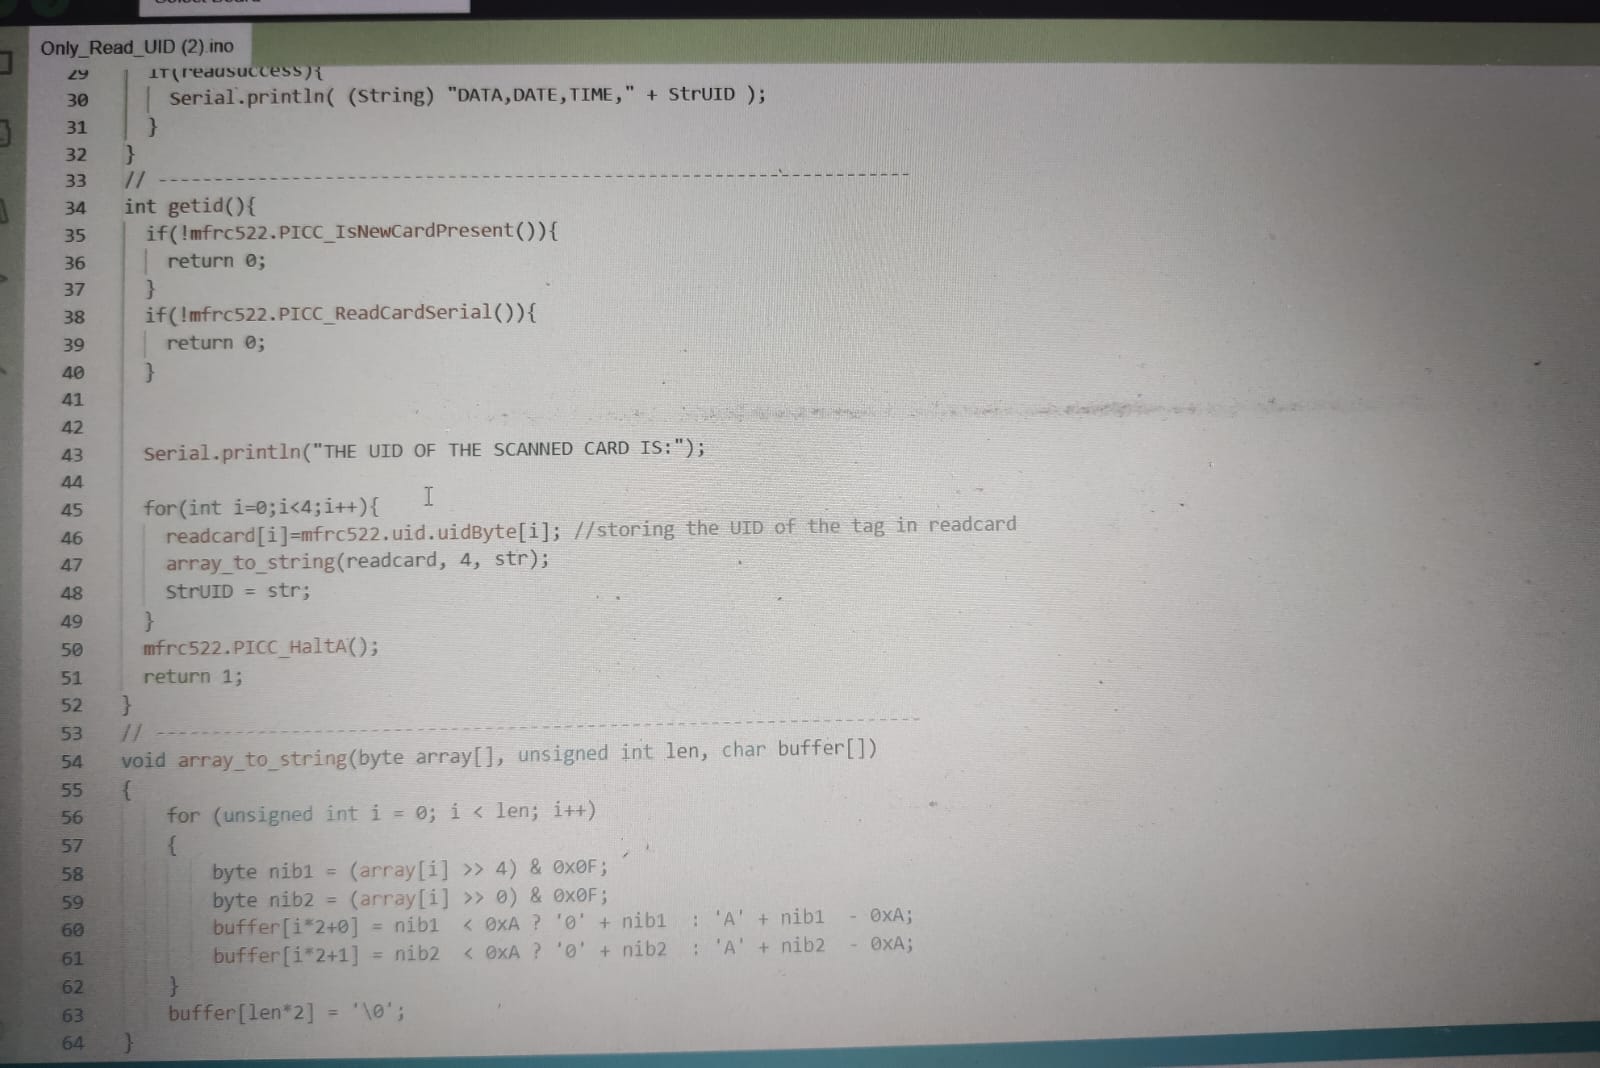 Only_Read_UID (2).ino
29 if(readsuccess){
30 Serial.println( (String) "DATA,DATE,TIME," + StrUID );
31 }
32 }
33 // --------------------------------------------------------------------------
34 int getid(){
35 if(!mfrc522.PICC_IsNewCardPresent()){
36 return 0;
37 }
38 if(!mfrc522.PICC_ReadCardSerial()){
39 return 0;
40 }
41
42
43 Serial.println("THE UID OF THE SCANNED CARD IS:");
44
45 for(int i=0;i<4;i++){
46 readcard[i]=mfrc522.uid.uidByte[i]; //storing the UID of the tag in readcard
47 array_to_string(readcard, 4, str);
48 StrUID = str;
49 }
50 mfrc522.PICC_HaltA();
51 return 1;
52 }
53 // --------------------------------------------------------------------------
54 void array_to_string(byte array[], unsigned int len, char buffer[])
55 {
56 for (unsigned int i = 0; i < len; i++)
57 {
58 byte nib1 = (array[i] >> 4) & 0x0F;
59 byte nib2 = (array[i] >> 0) & 0x0F;
60 buffer[i*2+0] = nib1 < 0xA ? '0' + nib1 : 'A' + nib1 - 0xA;
61 buffer[i*2+1] = nib2 < 0xA ? '0' + nib2 : 'A' + nib2 - 0xA;
62 }
63 buffer[len*2] = '\0';
64 }